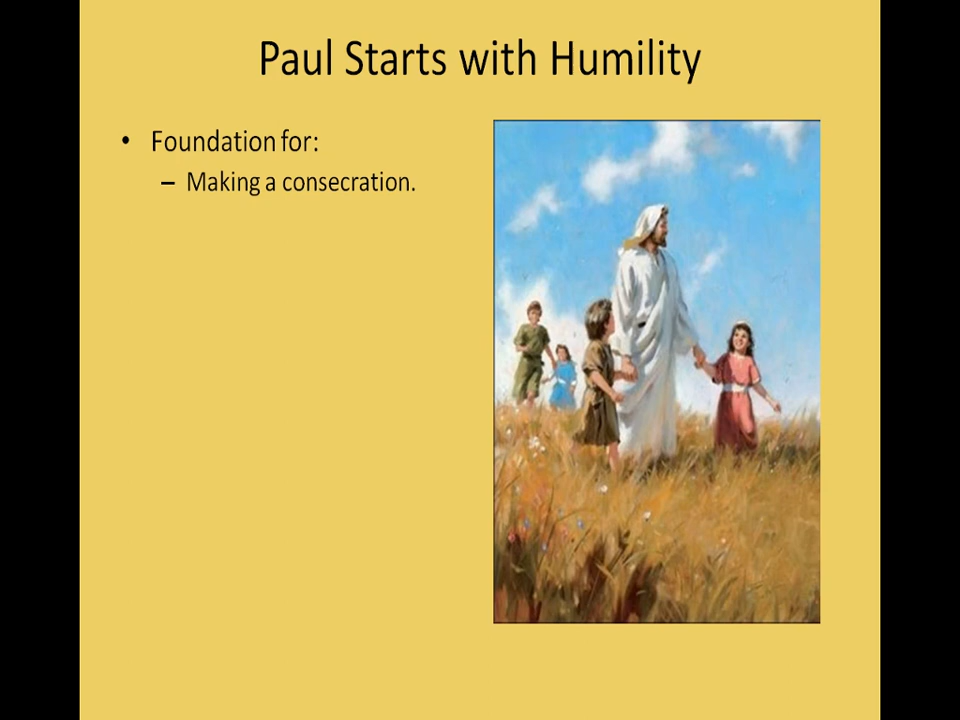 Paul Starts with Humility
• Foundation for:
– Making a consecration.